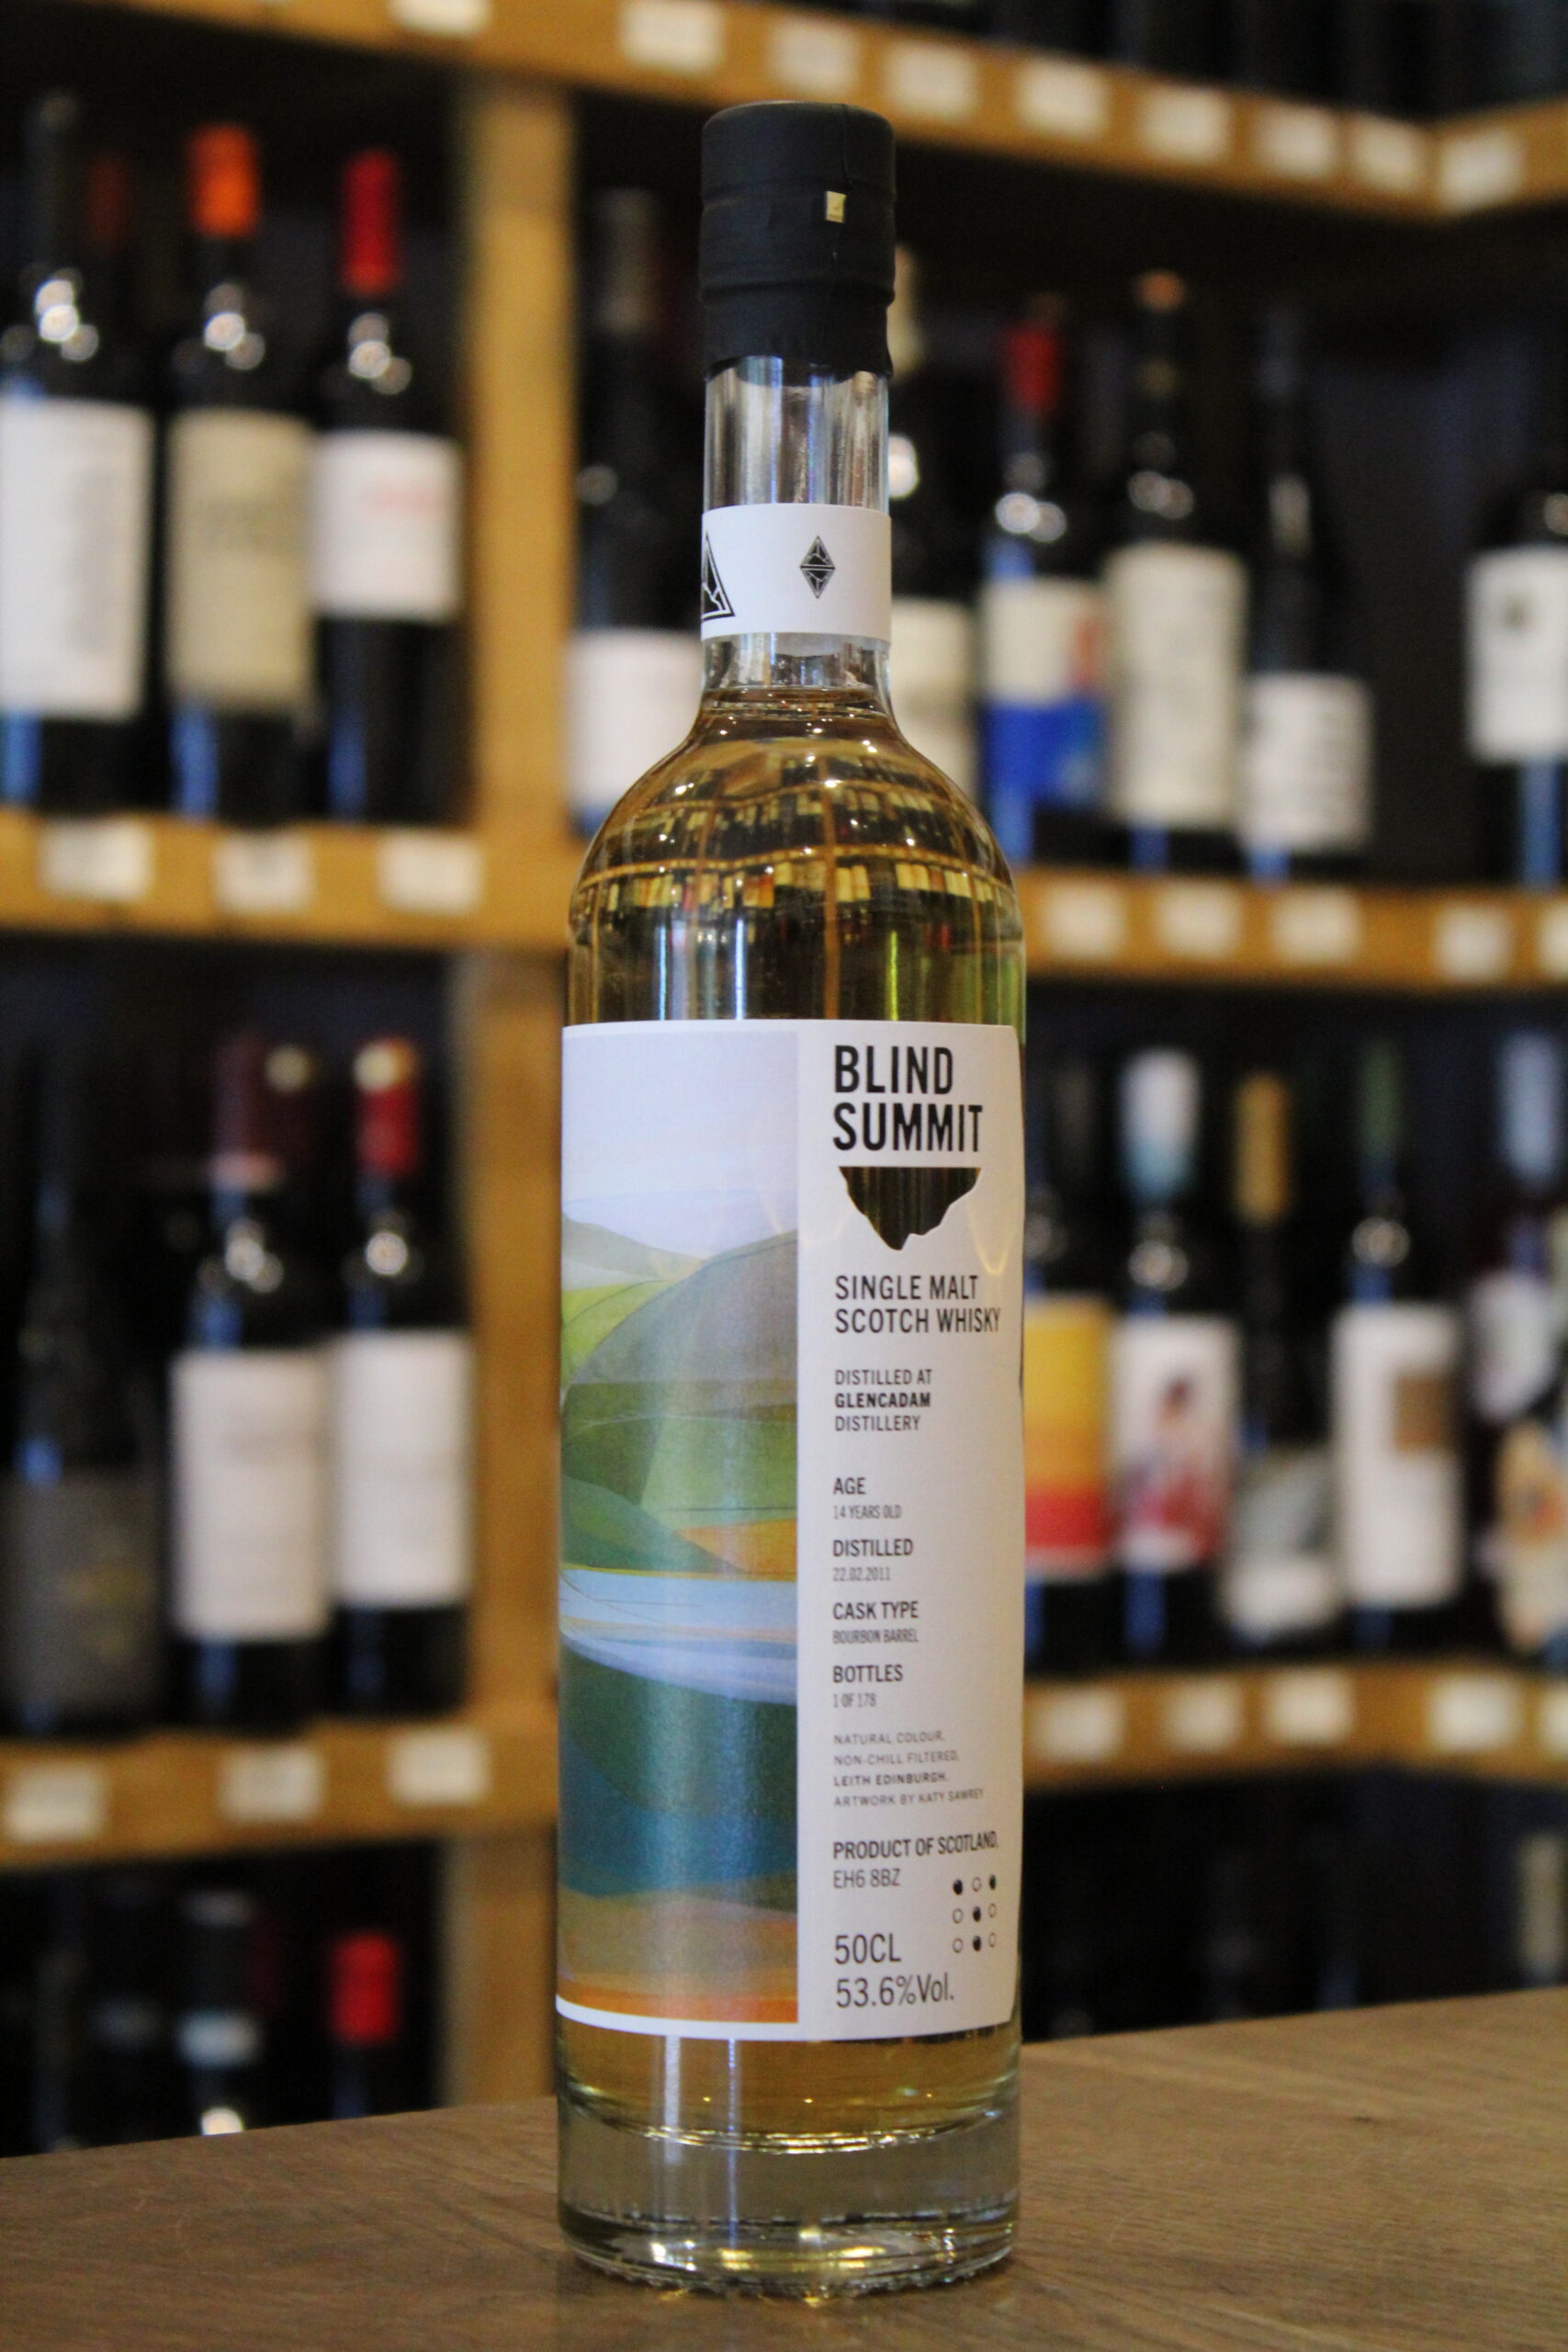 BLIND
SUMMIT
SINGLE MALT
SCOTCH WHISKY
DISTILLED AT
GLENCADAM
DISTILLERY
AGE
14 YEARS OLD
DISTILLED
22.02.2011
CASK TYPE
BOURBON BARREL
BOTTLES
1 OF 178
NATURAL COLOUR,
NON-CHILL FILTERED,
LEITH EDINBURGH.
ARTWORK BY KATY SAWREY
PRODUCT OF SCOTLAND,
EH6 8BZ
50CL
53.6%Vol.